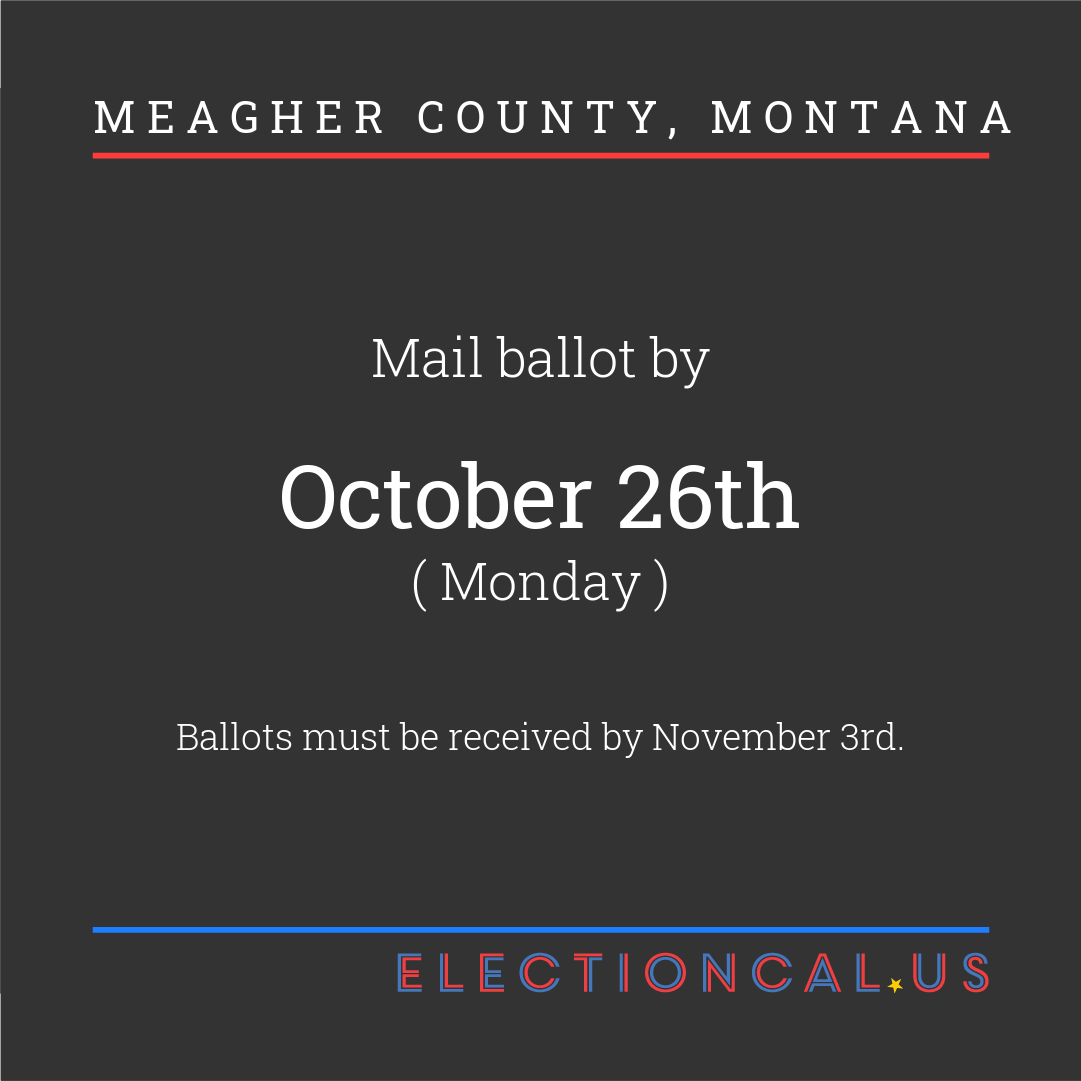 MEAGHER COUNTY, MONTANA
Mail ballot by
October 26th
( Monday )
Ballots must be received by November 3rd.
ELECTIONCAL.US